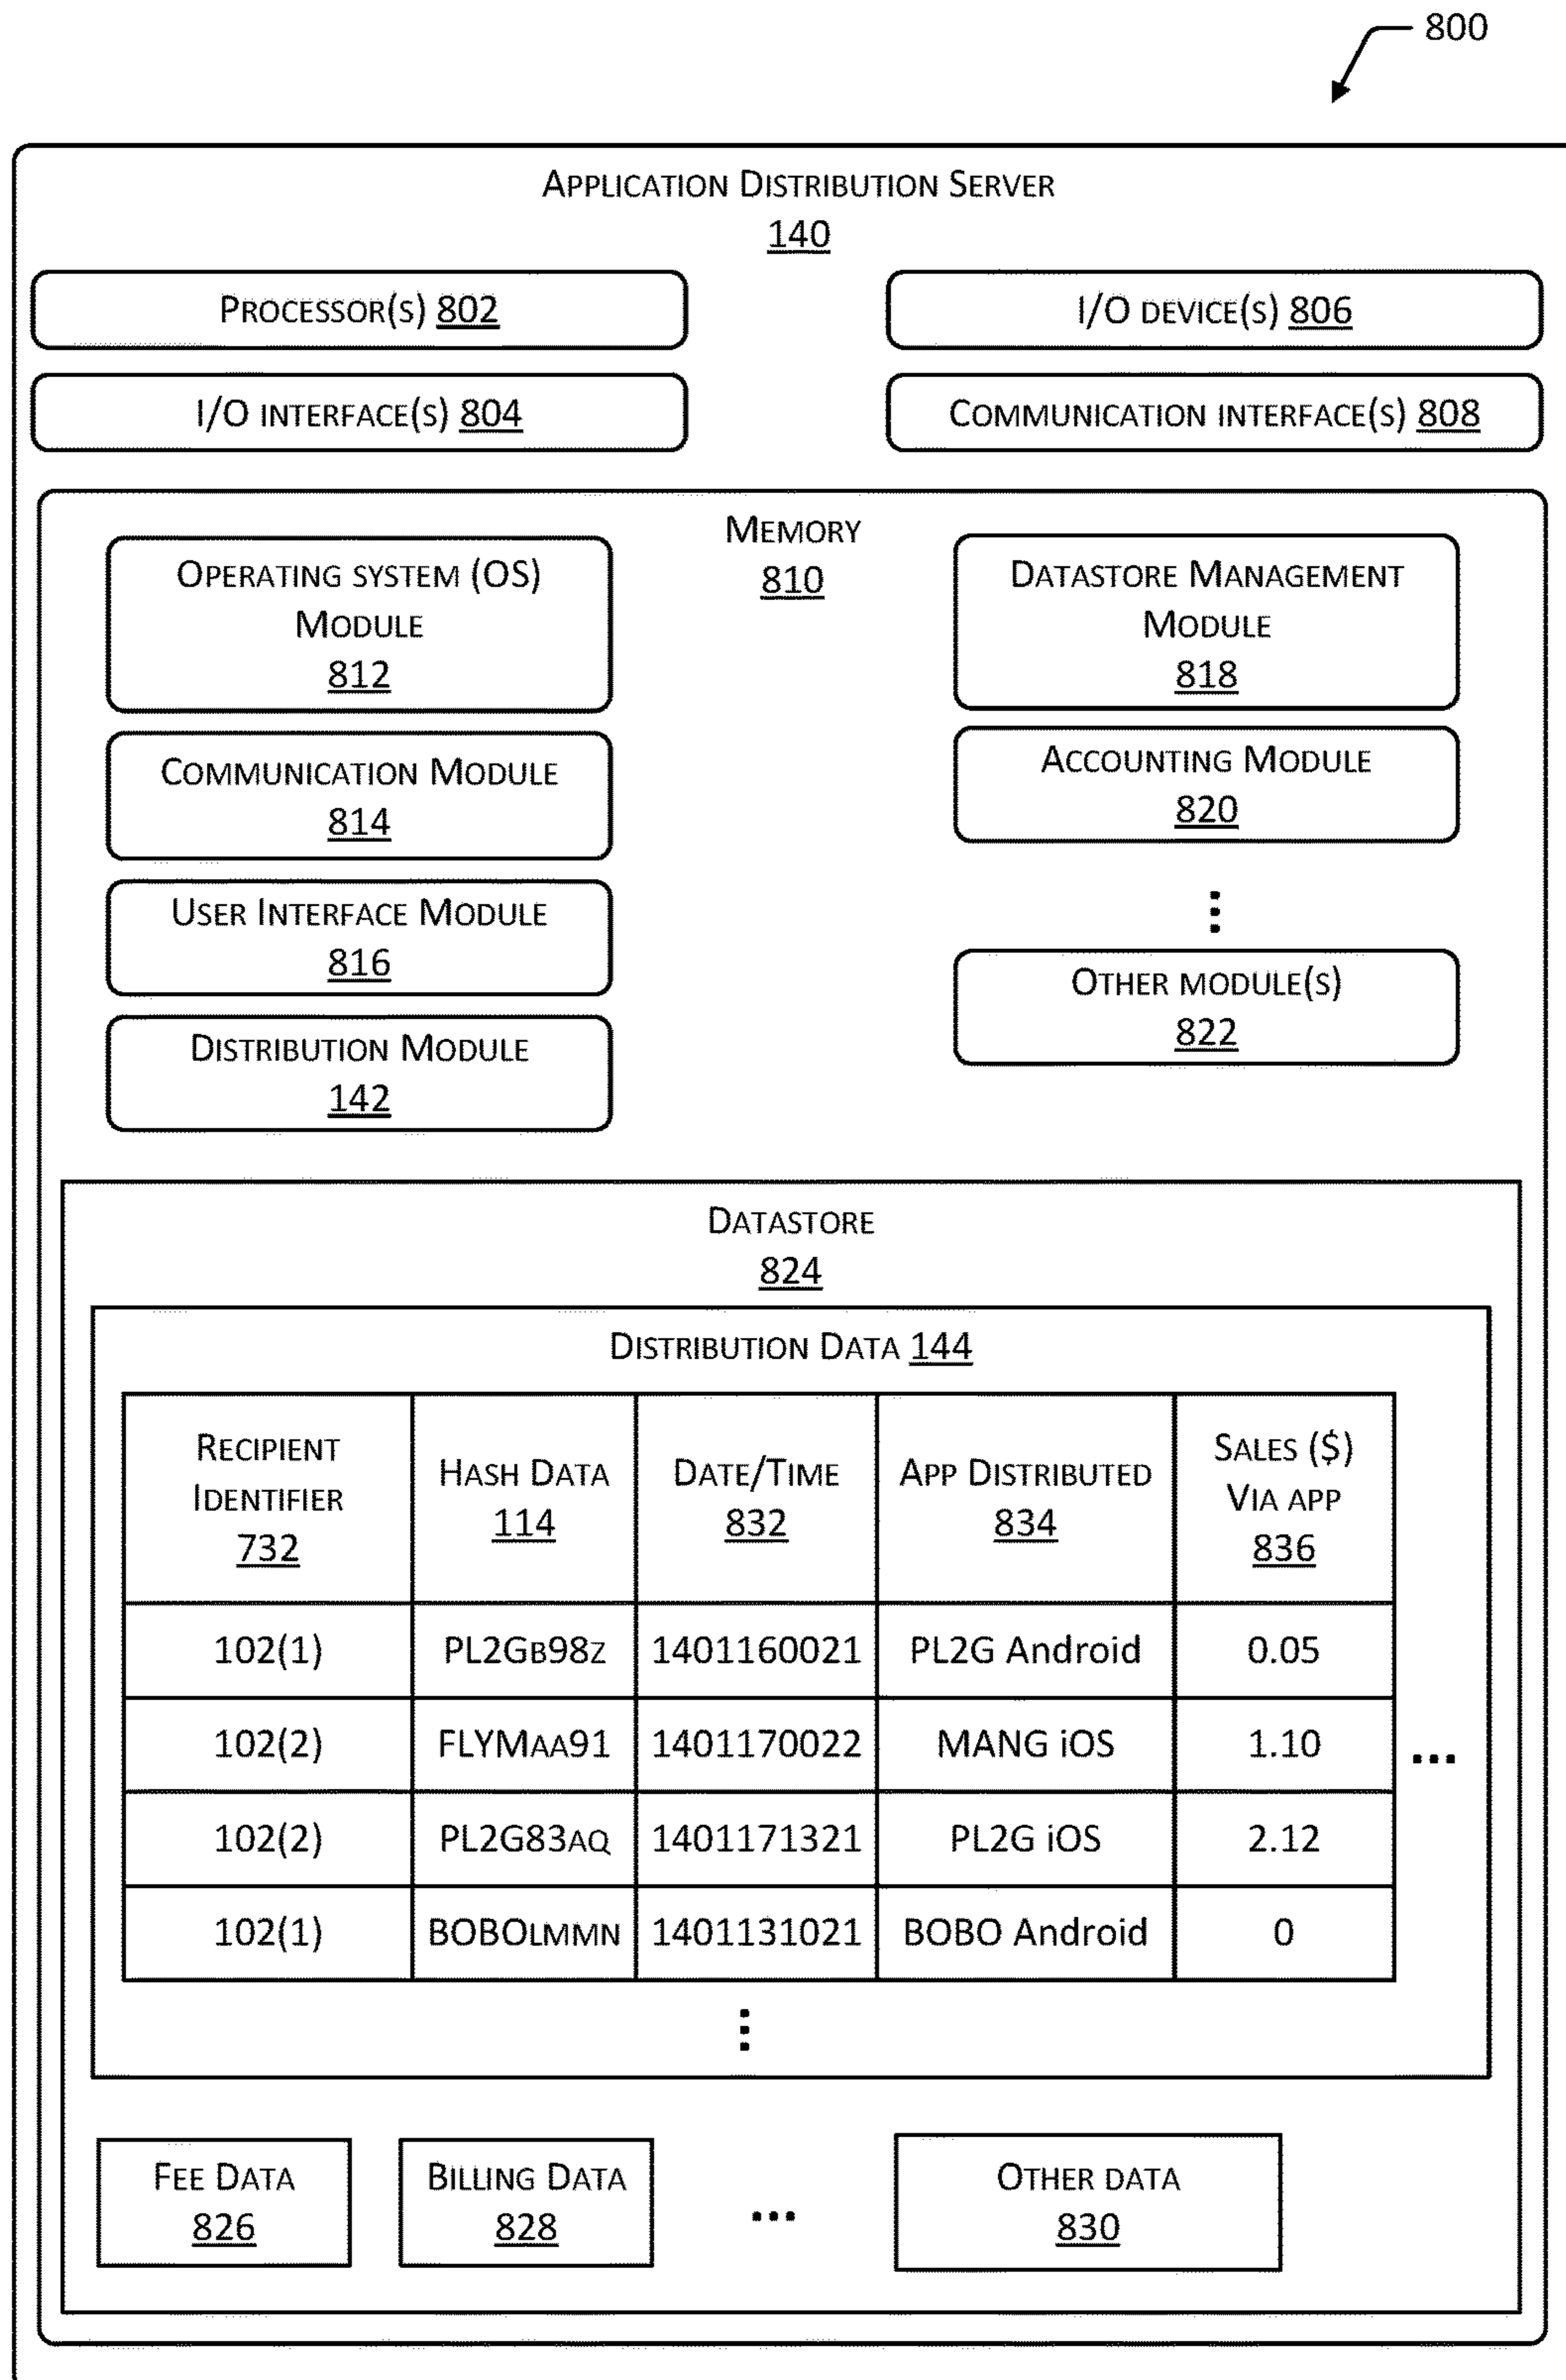 800
Application Distribution Server
140
Processor(s) 802
I/O device(s) 806
I/O interface(s) 804
Communication interface(s) 808
Memory
810
Operating system (OS)
Module
812
Communication Module
814
User Interface Module
816
Distribution Module
142
Datastore Management
Module
818
Accounting Module
820
⋮
Other module(s)
822
Datastore
824
Distribution Data 144
Recipient
Identifier
732
Hash Data
114
Date/Time
832
App Distributed
834
Sales ($)
Via app
836
102(1) PL2Gb98z 1401160021 PL2G Android 0.05
102(2) FLYMaa91 1401170022 MANG iOS 1.10
...
102(2) PL2G83aq 1401171321 PL2G iOS 2.12
102(1) BOBOlmmn 1401131021 BOBO Android 0
⋮
Fee Data
826
Billing Data
828
...
Other data
830